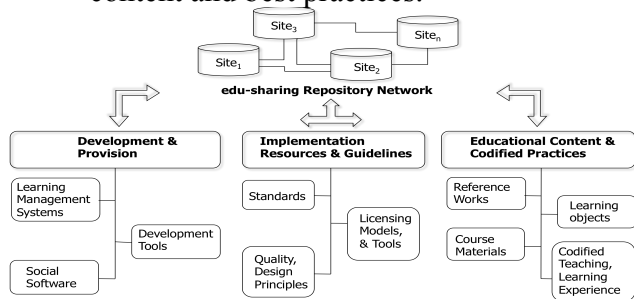 content and best practices.
Site3
Siten
Site1
Site2
edu-sharing Repository Network
Development &
Provision
Implementation
Resources & Guidelines
Educational Content &
Codified Practices
Learning
Management
Systems
Development
Tools
Social
Software
Standards
Licensing
Models,
& Tools
Quality,
Design
Principles
Reference
Works
Learning
objects
Course
Materials
Codified
Teaching,
Learning
Experience